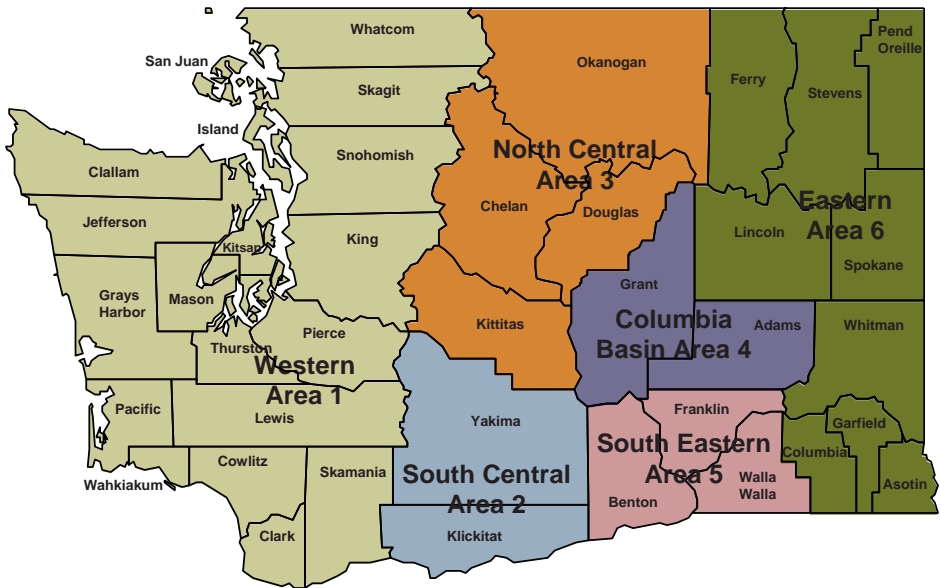 Whatcom
Pend
Oreille
San Juan
Okanogan
Ferry
Skagit
Stevens
Island
North Central
Area 3
Snohomish
Clallam
Chelan
Douglas
Eastern
Area 6
Jefferson
King
Lincoln
Kitsap
Spokane
Grays
Harbor
Mason
Grant
Columbia
Basin Area 4
Kittitas
Adams
Whitman
Pierce
Thurston
Western
Area 1
Pacific
Lewis
Yakima
Franklin
Garfield
South Eastern
Area 5
Columbia
Cowlitz
Skamania
South Central
Area 2
Walla
Walla
Wahkiakum
Asotin
Benton
Clark
Klickitat